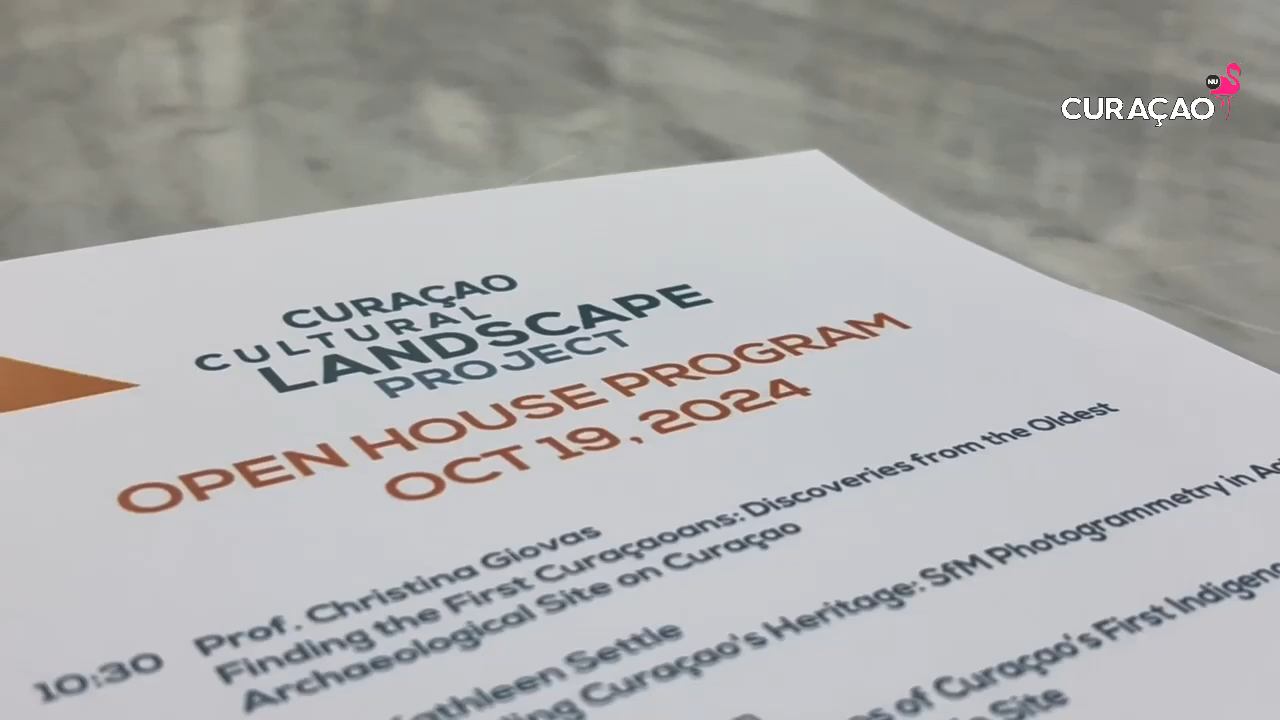 NU
CURAÇAO
CURAÇAO
CULTURAL
LANDSCAPE
PROJECT
OPEN HOUSE PROGRAM
OCT 19, 2024
10:30 Prof. Christina Giovas
Finding the First Curaçaoans: Discoveries from the Oldest
Archaeological Site on Curaçao
Settle
Curaçao's Heritage: SfM Photogrammetry in
of Curaçao's First
Site